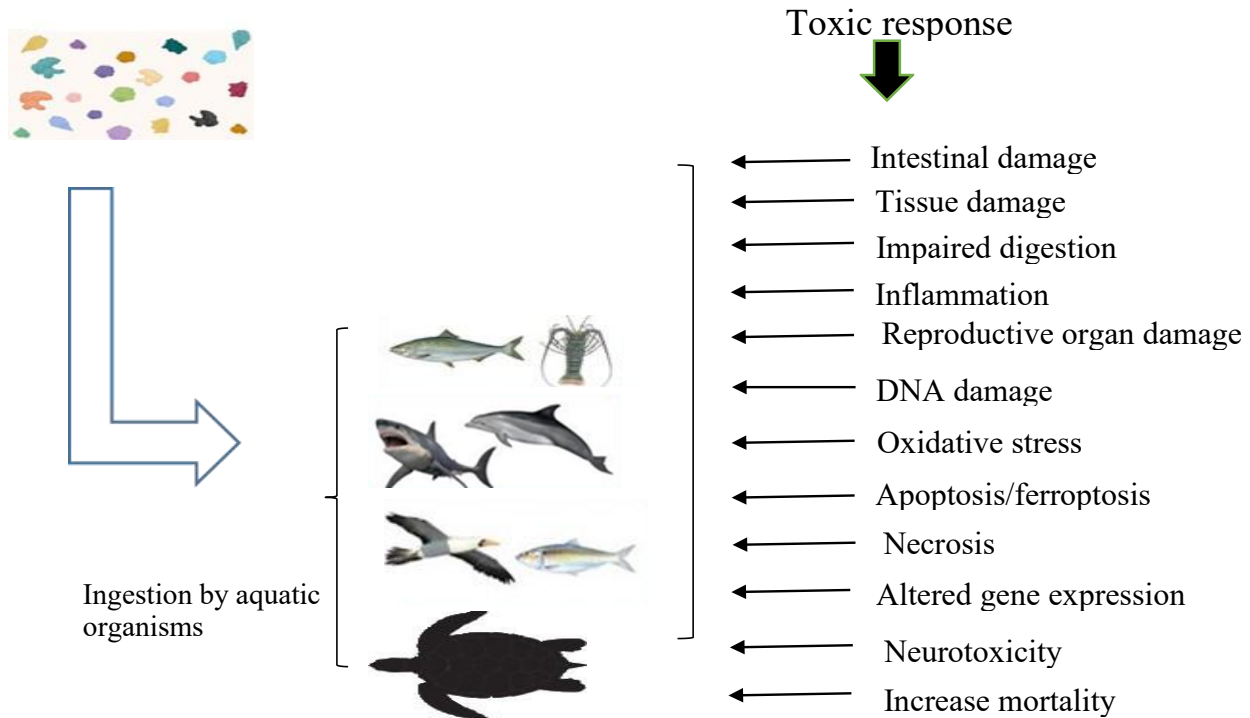 Toxic response
Intestinal damage
Tissue damage
Impaired digestion
Inflammation
Reproductive organ damage
DNA damage
Oxidative stress
Apoptosis/ferroptosis
Necrosis
Altered gene expression
Neurotoxicity
Increase mortality
Ingestion by aquatic
organisms